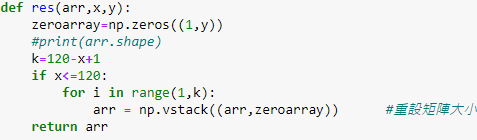 def res(arr,x,y):
    zeroarray=np.zeros((1,y))
    #print(arr.shape)
    k=120-x+1
    if x<=120:
        for i in range(1,k):
            arr = np.vstack((arr,zeroarray))      #重設矩陣大小
    return arr